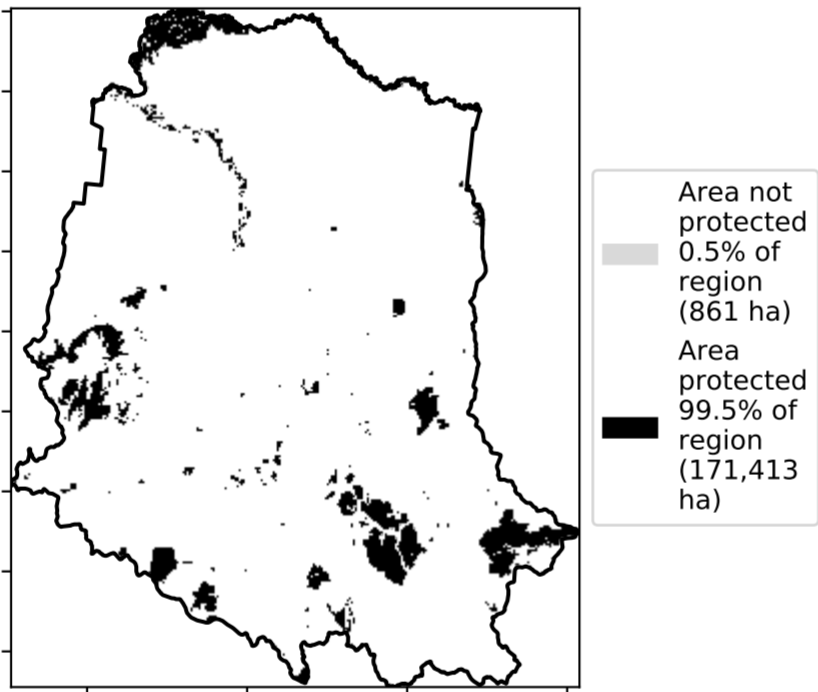 Area not
protected
0.5% of
region
(861 ha)
Area
protected
99.5% of
region
(171,413
ha)